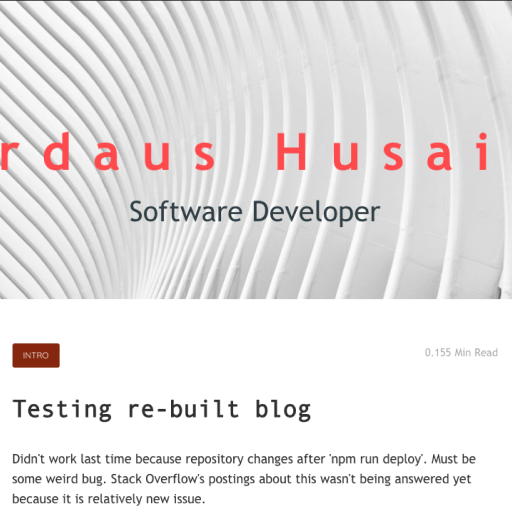 rdaus Husai
Software Developer
INTRO
0.155 Min Read
Testing re-built blog
Didn't work last time because repository changes after 'npm run deploy'. Must be
some weird bug. Stack Overflow's postings about this wasn't being answered yet
because it is relatively new issue.